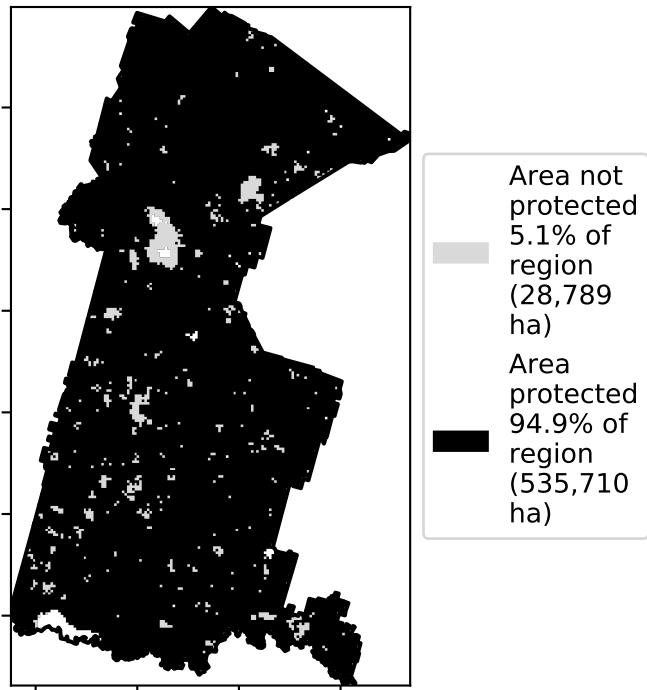 Area not
protected
5.1% of
region
(28,789
ha)
Area
protected
94.9% of
region
(535,710
ha)